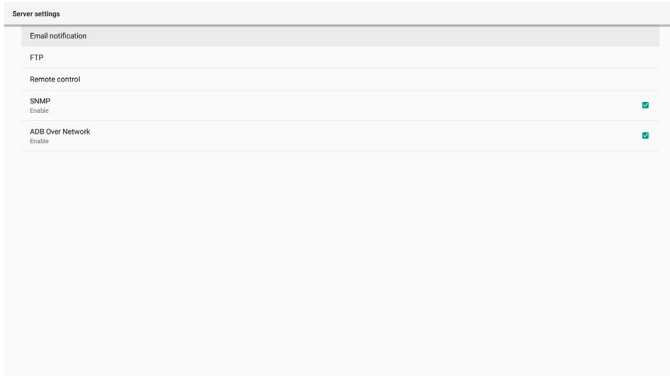 Server settings
Email notification
FTP
Remote control
SNMP
Enable
ADB Over Network
Enable